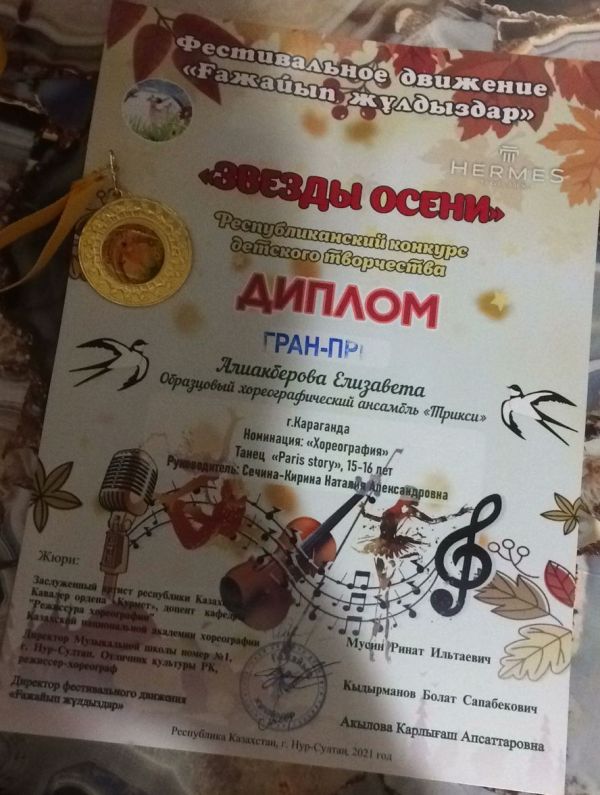 Фестивальное движение
«Ғажайып жұлдыздар»
HERMES
«ЗВЕЗДЫ ОСЕНИ»
Республиканский конкурс
детского творчества
ДИПЛОМ
ГРАН-ПР
Алиакберова Елизавета
Образцовый хореографический ансамбль «Трикси»
г.Караганда
Номинация: «Хореография»
Танец «Paris story», 15-16 лет
Руководитель: Сечина-Кирина Наталия Александровна
Жюри:
Заслуженный артист республики Казах
Кавалер ордена «Курмет», доцент кафедр
"Режиссура хореографии"
Казахской национальной академии хореографии
Мусин Ринат Ильтаевич
Директор Музыкальной школы номер №1,
г. Нур-Султан. Отличник культуры РК,
режиссер-хореограф
Кыдырманов Болат Сапабекович
Директор фестивального движения
«Ғажайып жұлдыздар»
Акылова Карлығаш Апсаттаровна
Республика Казахстан, г. Нур-Султан, 2021 год